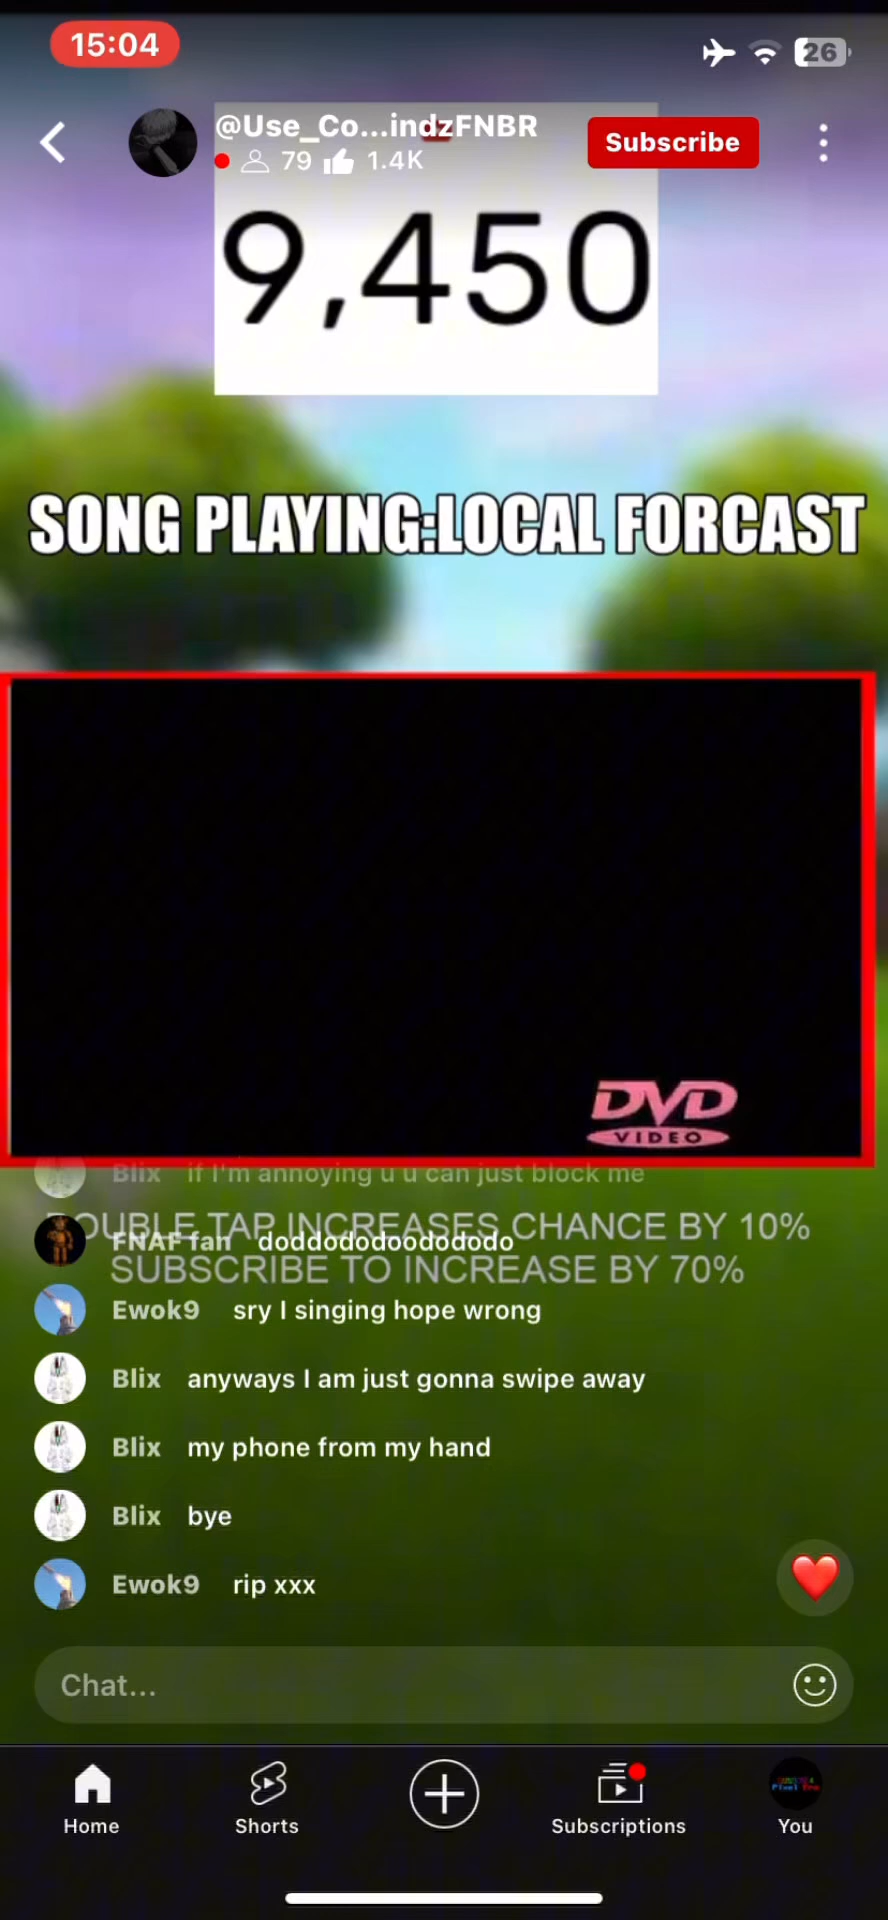 15:04
26
@Use_Co...indzFNBR
79 1.4K
Subscribe
9,450
SONG PLAYING:LOCAL FORCAST
DVD
VIDEO
Blix if I'm annoying u u can just block me
DOUBLE TAP INCREASES CHANCE BY 10%
FNAF fan doddododoodododo
SUBSCRIBE TO INCREASE BY 70%
Ewok9 sry I singing hope wrong
Blix anyways I am just gonna swipe away
Blix my phone from my hand
Blix bye
Ewok9 rip xxx
Chat...
Home
Shorts
Subscriptions
You